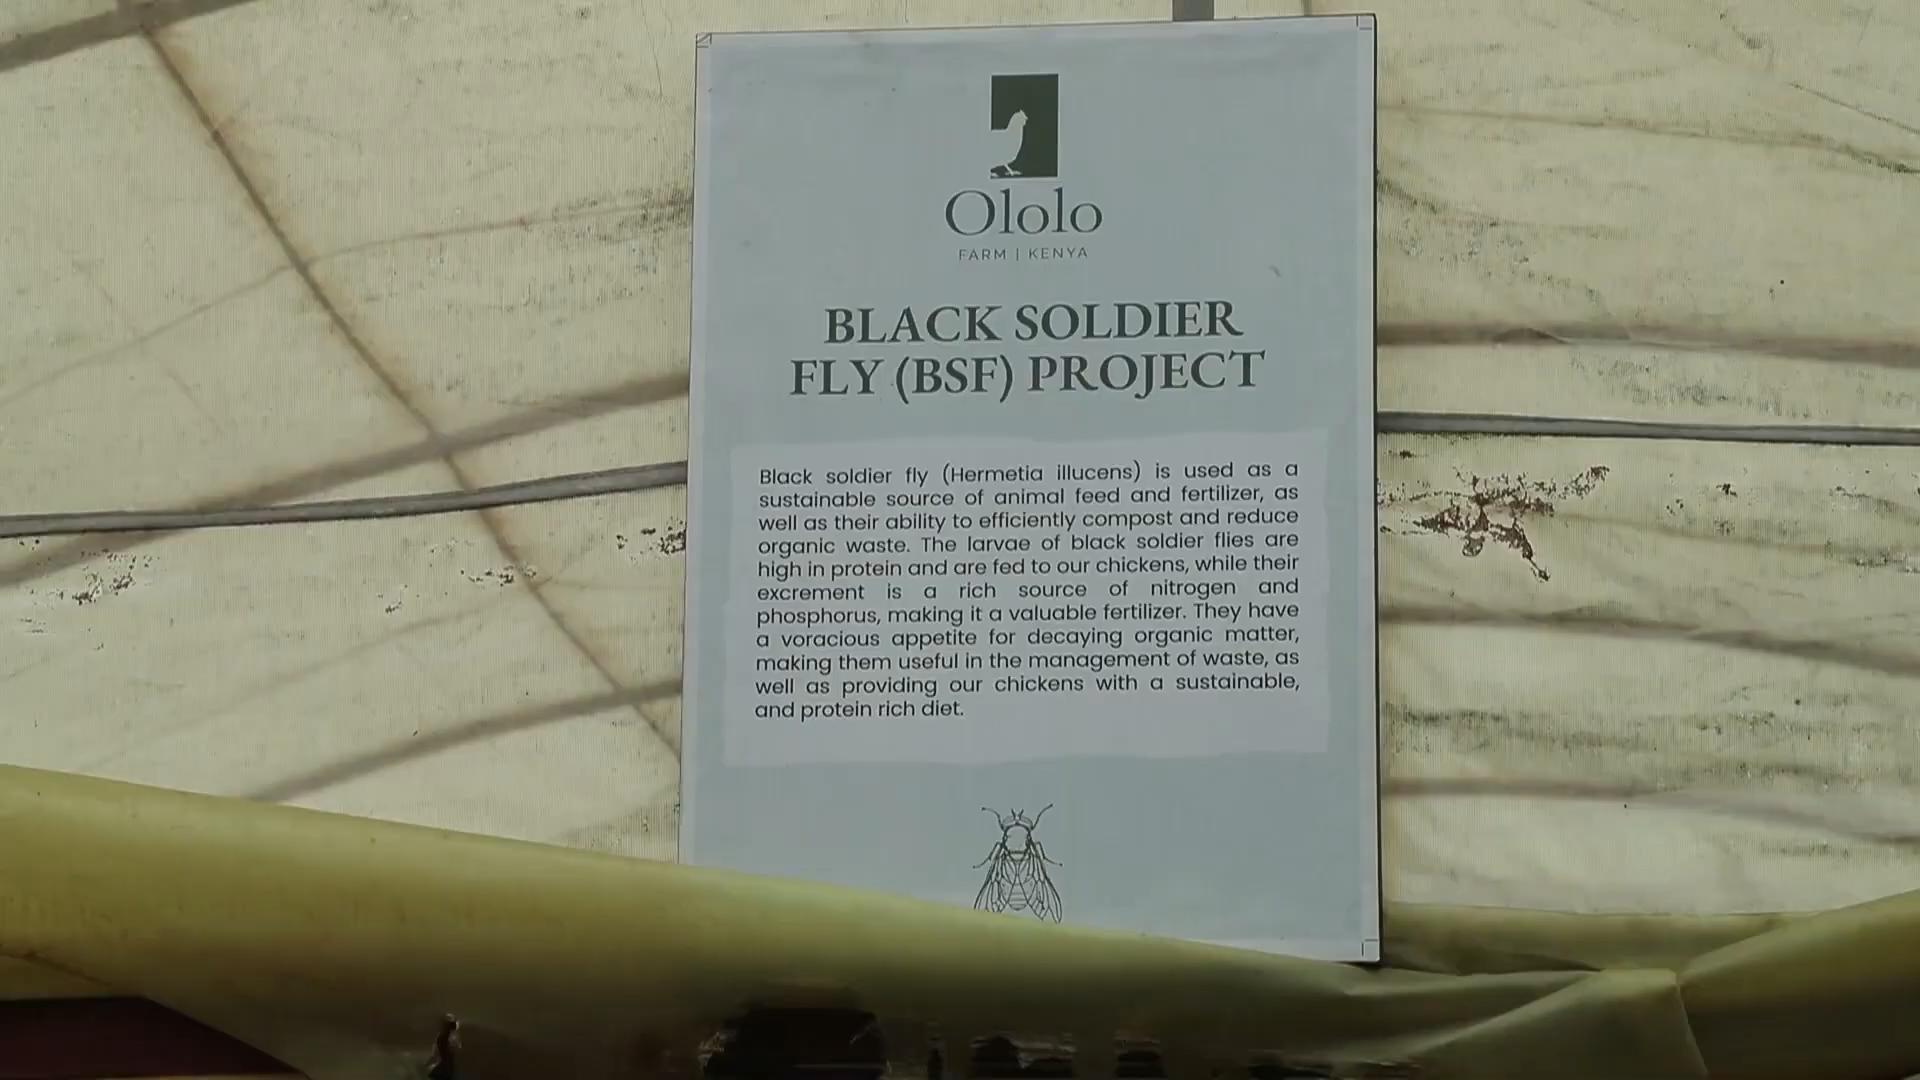 Ololo
FARM | KENYA
BLACK SOLDIER
FLY (BSF) PROJECT
Black soldier fly (Hermetia illucens) is used as a
sustainable source of animal feed and fertilizer, as
well as their ability to efficiently compost and reduce
organic waste. The larvae of black soldier flies are
high in protein and are fed to our chickens, while their
excrement is a rich source of nitrogen and
phosphorus, making it a valuable fertilizer. They have
a voracious appetite for decaying organic matter,
making them useful in the management of waste, as
well as providing our chickens with a sustainable,
and protein rich diet.